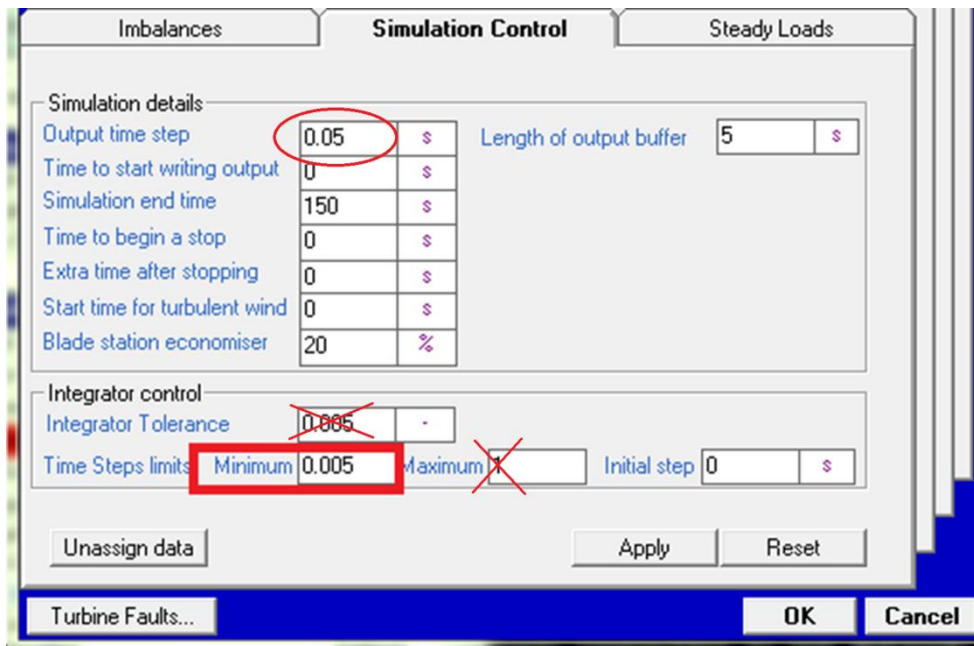 Imbalances Simulation Control Steady Loads
Simulation details
Output time step 0.05 s Length of output buffer 5 s
Time to start writing output 0 s
Simulation end time 150 s
Time to begin a stop 0 s
Extra time after stopping 0 s
Start time for turbulent wind 0 s
Blade station economiser 20 %
Integrator control
Integrator Tolerance 0.005 -
Time Steps limits Minimum 0.005 Maximum 1 Initial step 0 s
Unassign data Apply Reset
Turbine Faults... OK Cancel